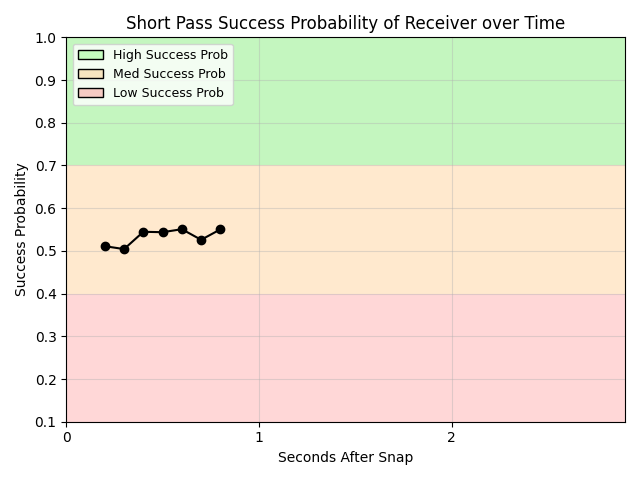 Short Pass Success Probability of Receiver over Time
1.0
High Success Prob
Med Success Prob
Low Success Prob
0.9
0.8
0.7
0.6
0.5
0.4
0.3
0.2
0.1
Success Probability
0
1
2
Seconds After Snap